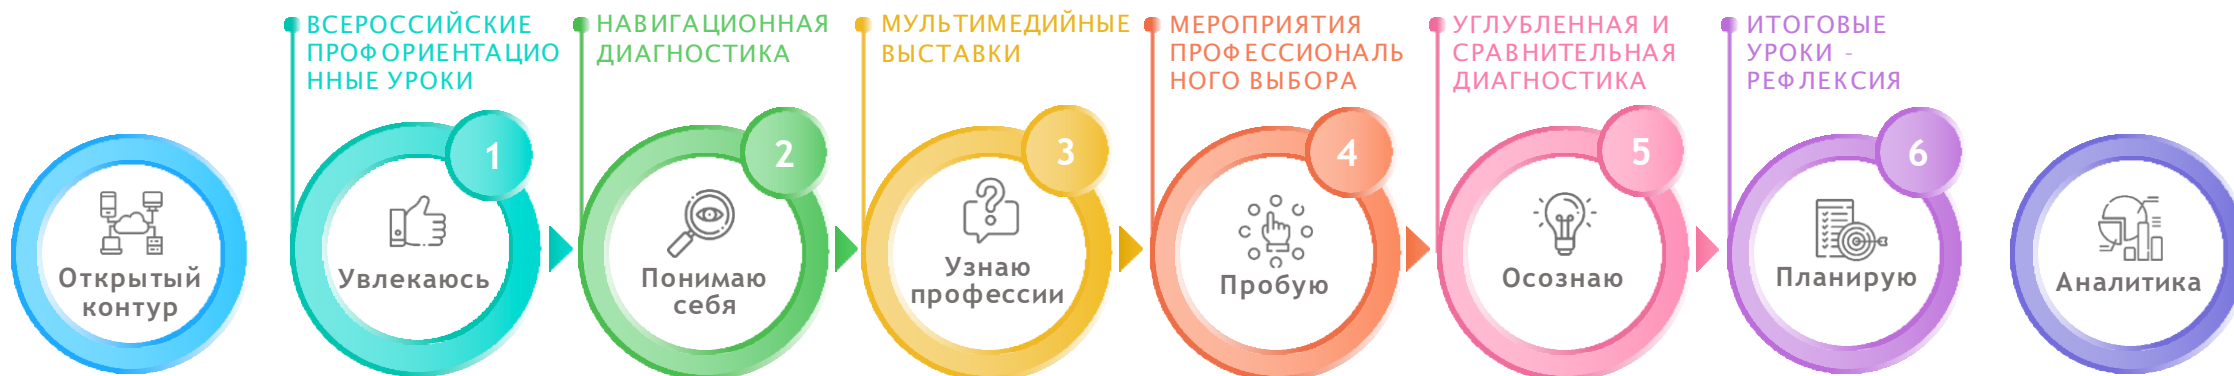 Открытый
контур
ВСЕРОССИЙСКИЕ
ПРОФОРИЕНТАЦИО
ННЫЕ УРОКИ
1
Увлекаюсь
НАВИГАЦИОННАЯ
ДИАГНОСТИКА
2
Понимаю
себя
МУЛЬТИМЕДИЙНЫЕ
ВЫСТАВКИ
3
Узнаю
профессии
МЕРОПРИЯТИЯ
ПРОФЕССИОНАЛЬ
НОГО ВЫБОРА
4
Пробую
УГЛУБЛЕННАЯ И
СРАВНИТЕЛЬНАЯ
ДИАГНОСТИКА
5
Осознаю
ИТОГОВЫЕ
УРОКИ -
РЕФЛЕКСИЯ
6
Планирую
Аналитика